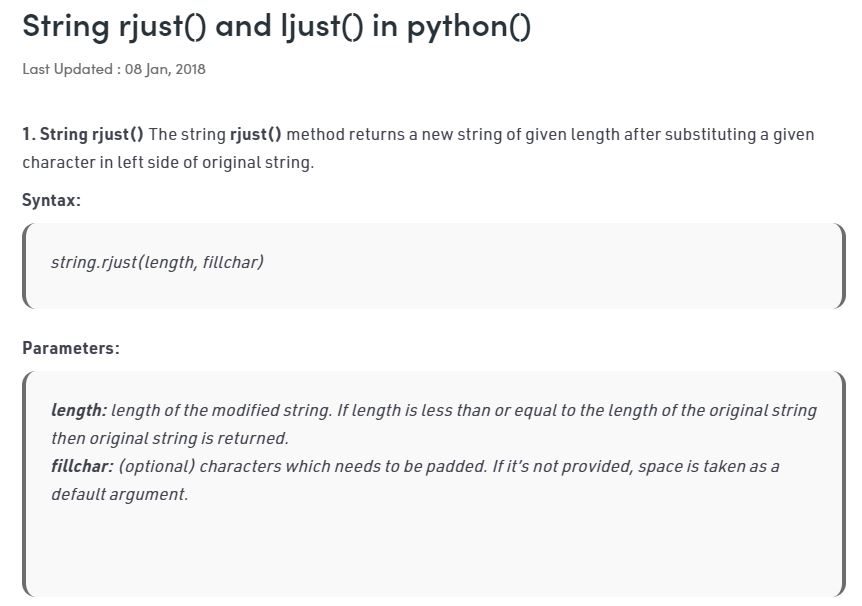 String rjust() and ljust() in python()
Last Updated : 08 Jan, 2018
1. String rjust() The string rjust() method returns a new string of given length after substituting a given
character in left side of original string.
Syntax:
string.rjust(length, fillchar)
Parameters:
length: length of the modified string. If length is less than or equal to the length of the original string
then original string is returned.
fillchar: (optional) characters which needs to be padded. If it’s not provided, space is taken as a
default argument.